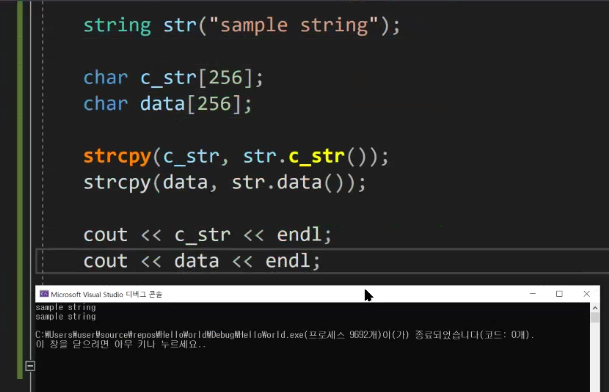 string str("sample string");
char c_str[256];
char data[256];
strcpy(c_str, str.c_str());
strcpy(data, str.data());
cout << c_str << endl;
cout << data << endl;
Microsoft Visual Studio 디버그 콘솔
sample string
sample string
C:₩Users₩user₩source₩repos₩HelloWorld₩Debug₩HelloWorld.exe(프로세스 9692개)이(가) 종료되었습니다(코드: 0개).
이 창을 닫으려면 아무 키나 누르세요..